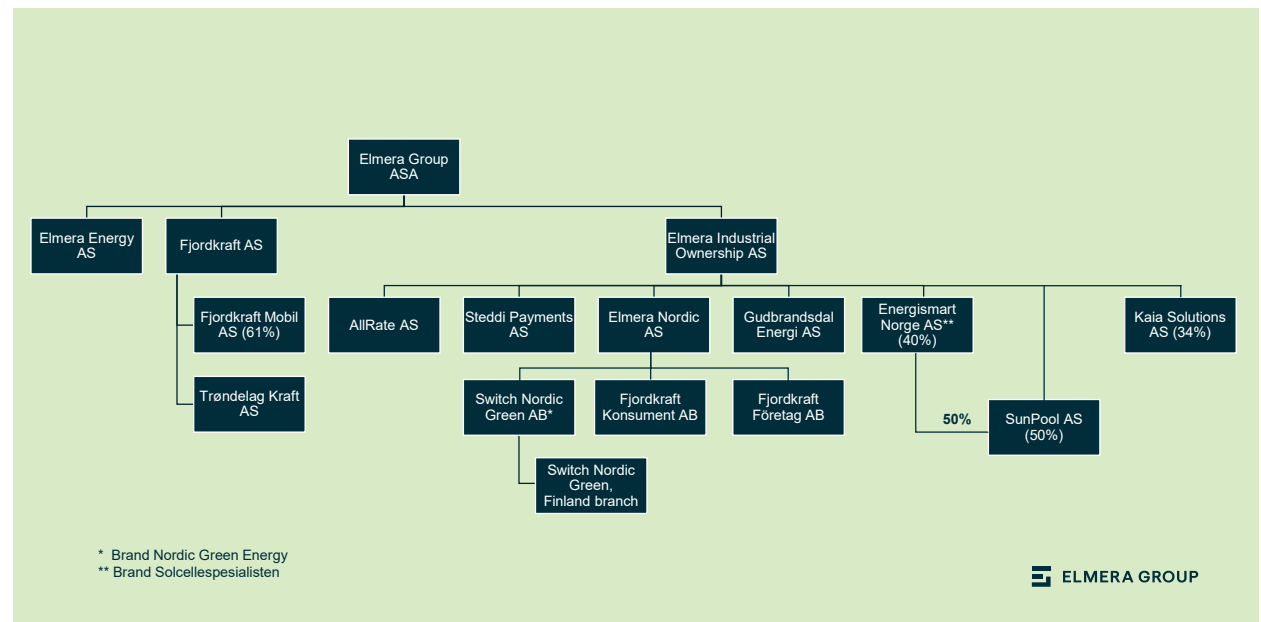 Elmera Group
ASA
Elmera Energy
AS
Fjordkraft AS
Elmera Industrial
Ownership AS
Fjordkraft Mobil
AS (61%)
AllRate AS
Steddi Payments
AS
Elmera Nordic
AS
Gudbrandsdal
Energi AS
Energismart
Norge AS**
(40%)
Kaia Solutions
AS (34%)
Trøndelag Kraft
AS
Switch Nordic
Green AB*
Fjordkraft
Konsument AB
Fjordkraft
Företag AB
50%
SunPool AS
(50%)
Switch Nordic
Green,
Finland branch
* Brand Nordic Green Energy
** Brand Solcellespesialisten
ELMERA GROUP